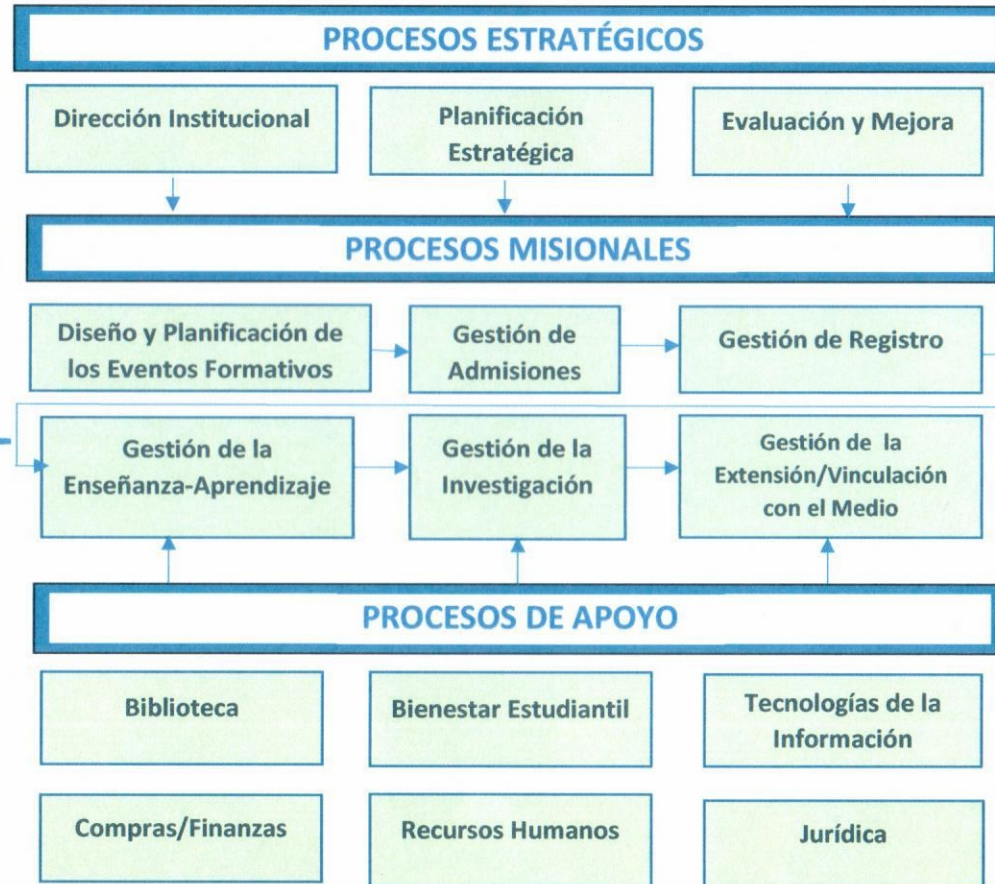 PROCESOS ESTRATÉGICOS
Dirección Institucional
Planificación
Estratégica
Evaluación y Mejora
PROCESOS MISIONALES
Diseño y Planificación de
los Eventos Formativos
Gestión de
Admisiones
Gestión de Registro
Gestión de la
Enseñanza-Aprendizaje
Gestión de la
Investigación
Gestión de la
Extensión/Vinculación
con el Medio
PROCESOS DE APOYO
Biblioteca
Bienestar Estudiantil
Tecnologías de la
Información
Compras/Finanzas
Recursos Humanos
Jurídica